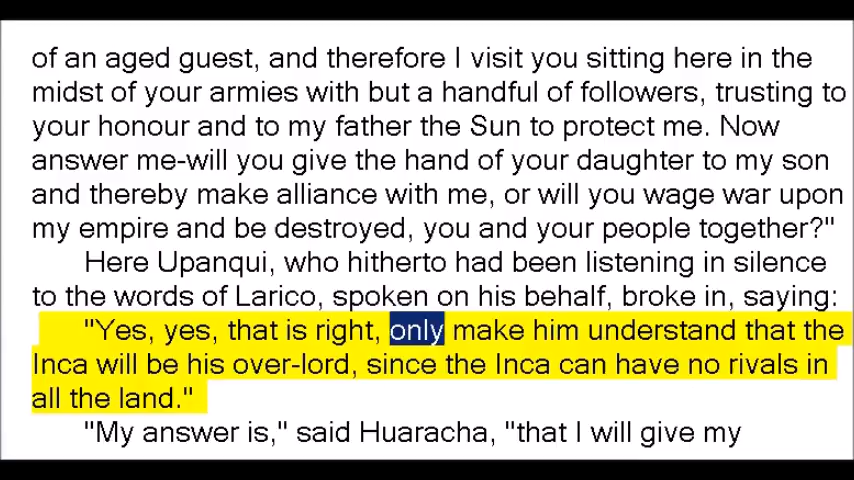 of an aged guest, and therefore I visit you sitting here in the
midst of your armies with but a handful of followers, trusting to
your honour and to my father the Sun to protect me. Now
answer me-will you give the hand of your daughter to my son
and thereby make alliance with me, or will you wage war upon
my empire and be destroyed, you and your people together?"
Here Upanqui, who hitherto had been listening in silence
to the words of Larico, spoken on his behalf, broke in, saying:
"Yes, yes, that is right, only make him understand that the
Inca will be his over-lord, since the Inca can have no rivals in
all the land."
"My answer is," said Huaracha, "that I will give my